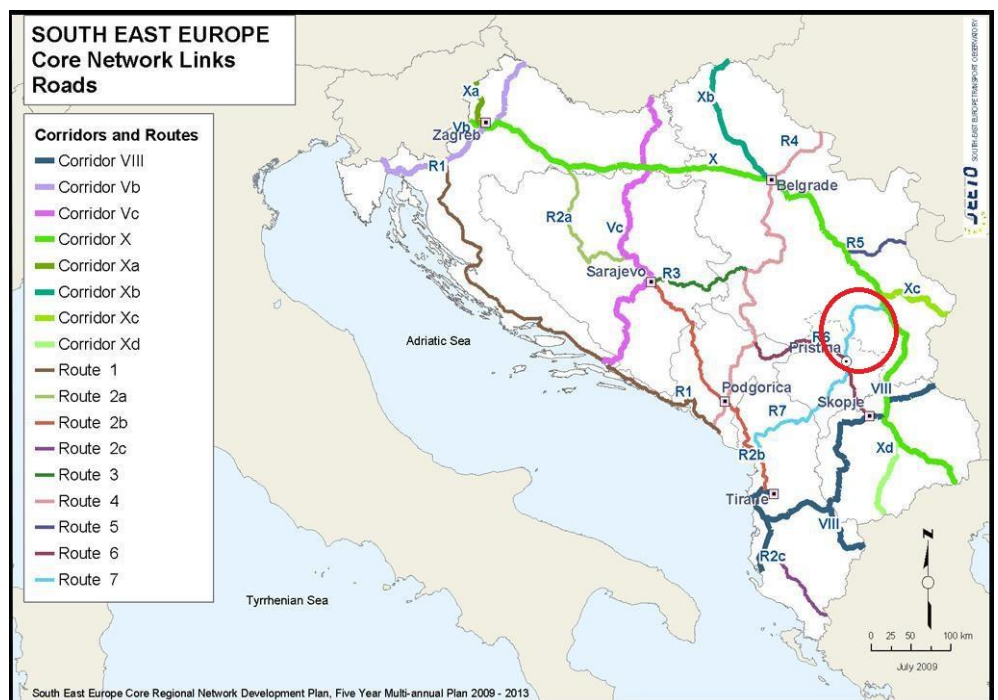 SOUTH EAST EUROPE
Core Network Links
Roads
Corridors and Routes
Corridor VIII
Corridor Vb
Corridor Vc
Corridor X
Corridor Xa
Corridor Xb
Corridor Xc
Corridor Xd
Route 1
Route 2a
Route 2b
Route 2c
Route 3
Route 4
Route 5
Route 6
Route 7
SEETO
SOUTH-EAST EUROPE TRANSPORT OBSERVATORY
Xa
Xb
Vb
Zagreb
R4
R1
X
Belgrade
R2a
Vc
R5
Sarajevo
R3
Xc
Adriatic Sea
R6
Pristina
R1
Podgorica
VIII
R7
Skopje
R2b
Xd
Tirane
VIII
R2c
N
Tyrrhenian Sea
0 25 50 100 km
July 2009
South East Europe Core Regional Network Development Plan, Five Year Multi-annual Plan 2009 - 2013